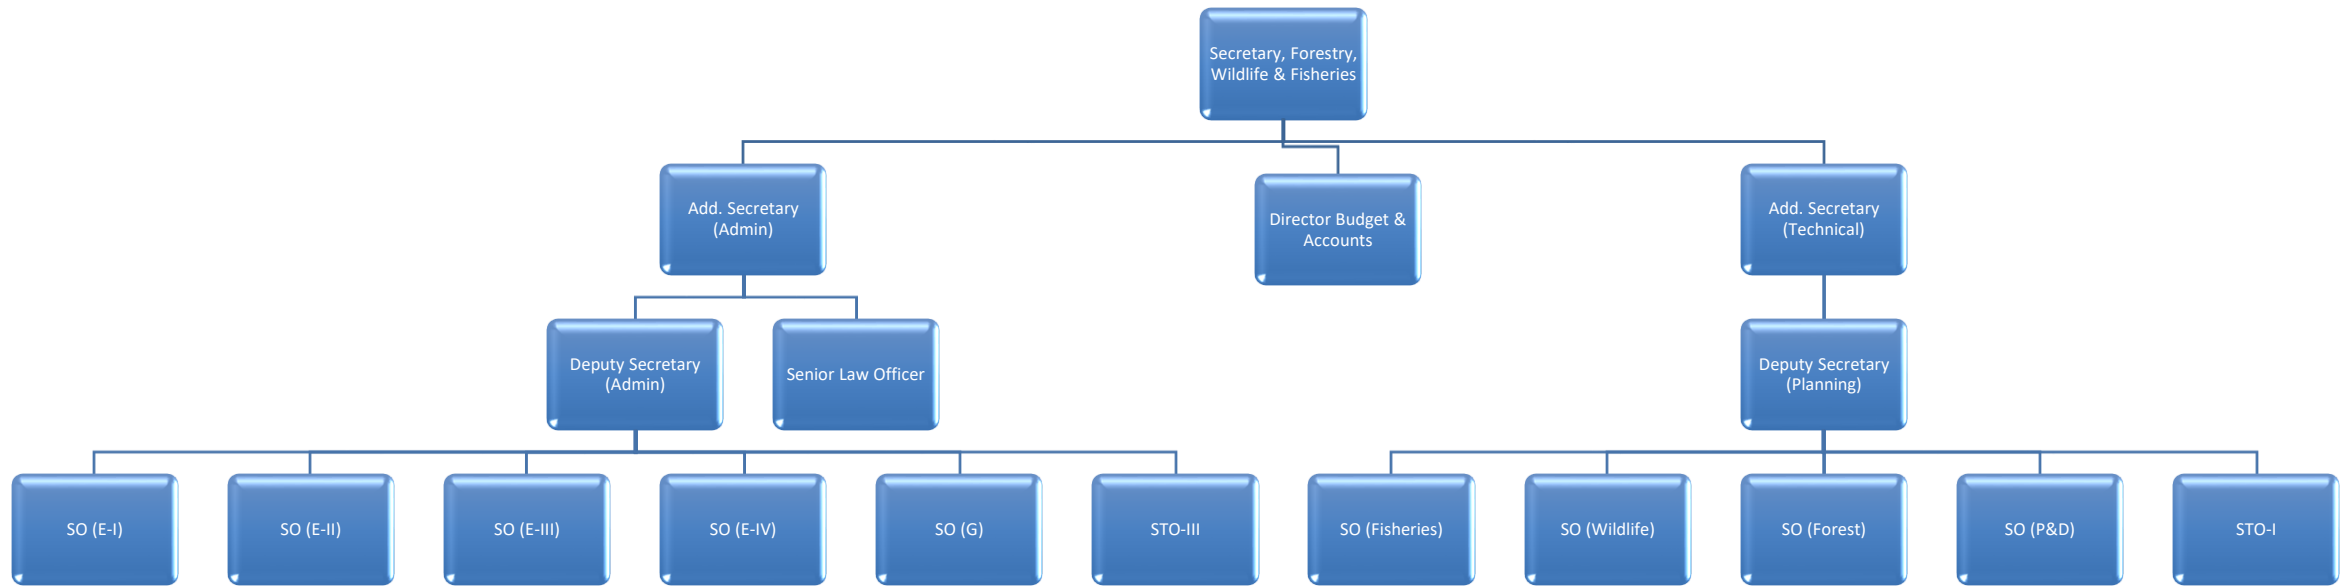 Secretary, Forestry,
Wildlife & Fisheries
Add. Secretary
(Admin)
Director Budget &
Accounts
Add. Secretary
(Technical)
Deputy Secretary
(Admin)
Senior Law Officer
Deputy Secretary
(Planning)
SO (E-I)
SO (E-II)
SO (E-III)
SO (E-IV)
SO (G)
STO-III
SO (Fisheries)
SO (Wildlife)
SO (Forest)
SO (P&D)
STO-I